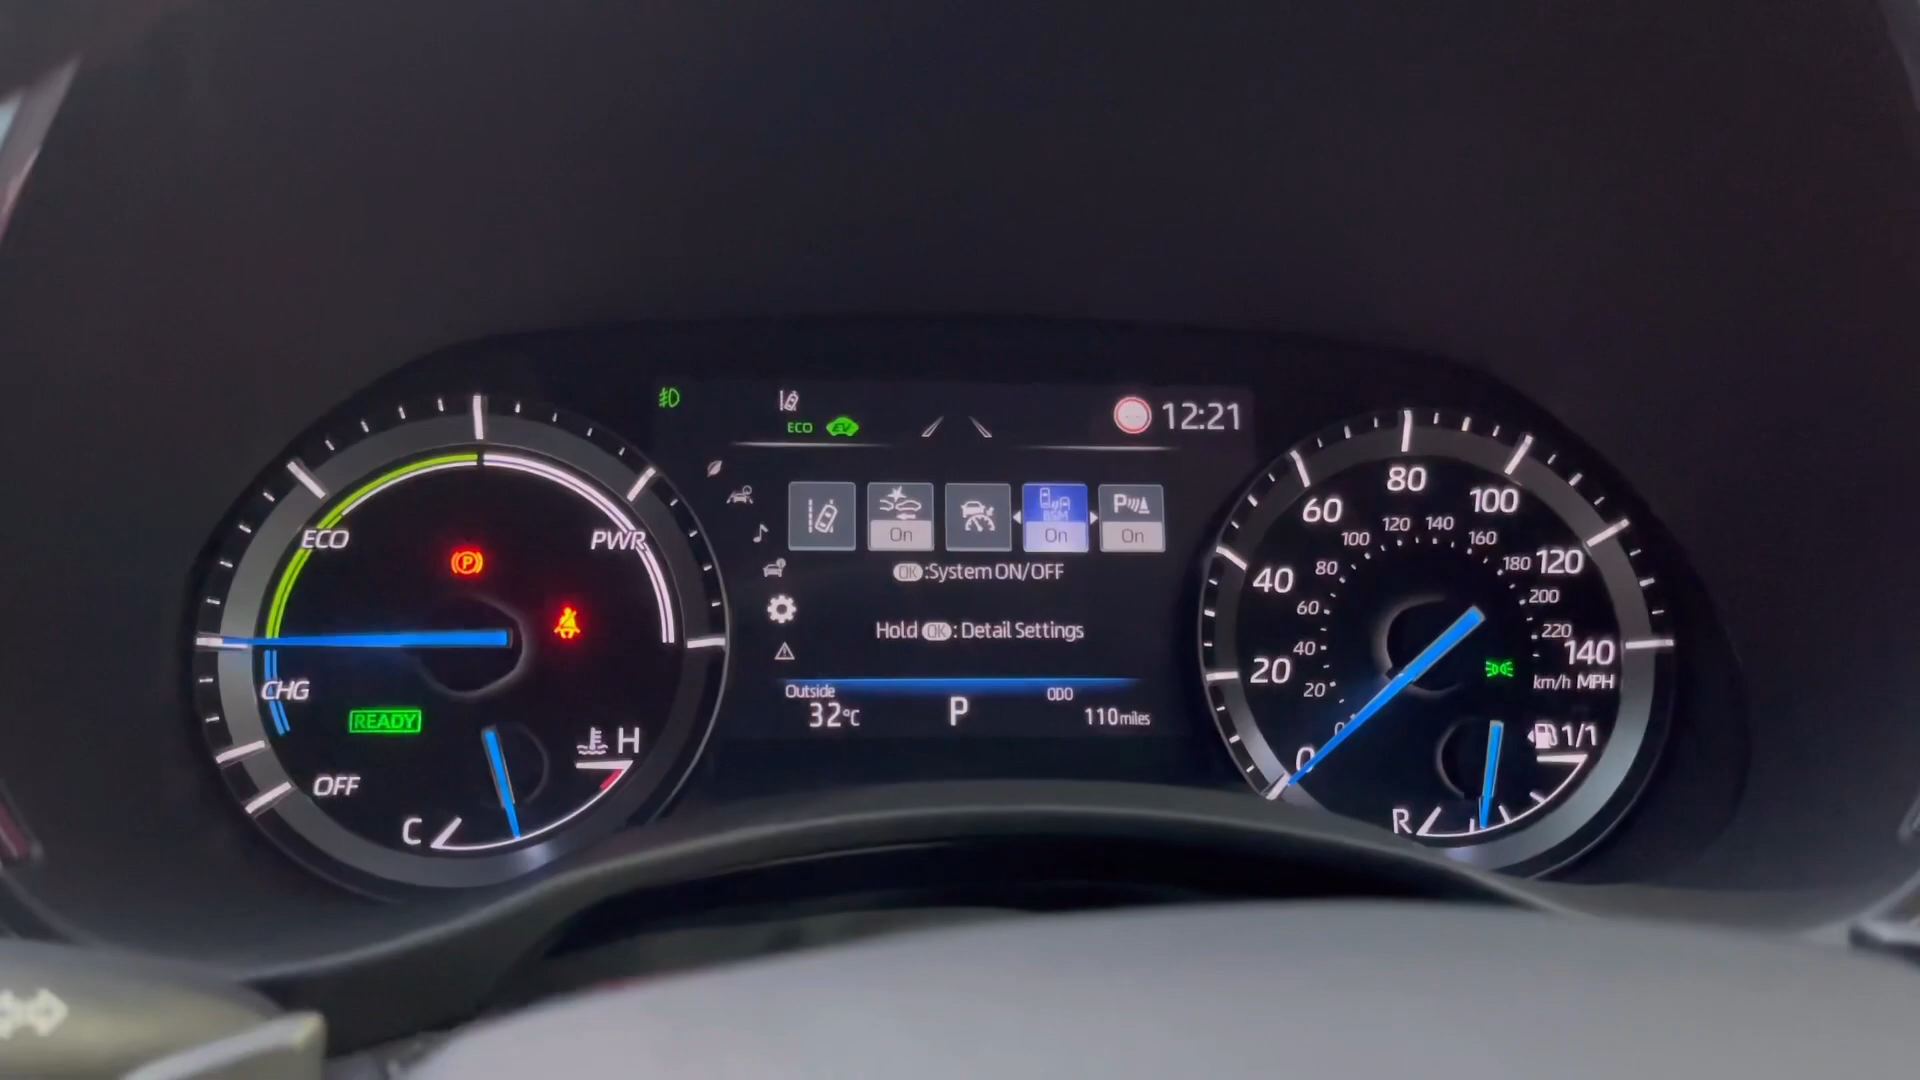 12:21
ECO
EV
ECO
PWR
CHG
READY
OFF
C
H
P
BSM
On
On
On
OK:System ON/OFF
Hold OK: Detail Settings
Outside
32°C
P
ODO
110 miles
0
20
40
60
80
100
120
140
km/h MPH
20
40
60
80
100
120
140
160
180
200
220
0
1/1
R
P